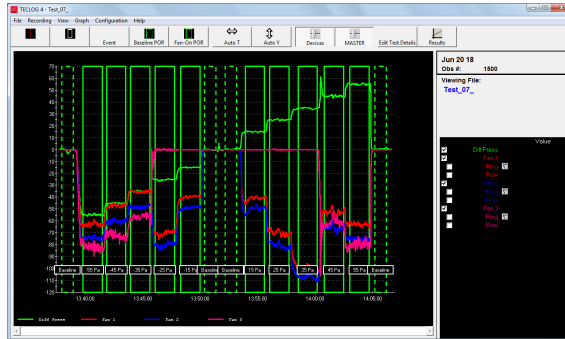 TECLOG 4 - Test_07_
File Recording View Graph Configuration Help
Event Baseline POR Fan-On POR Auto T Auto Y Devices MASTER Edit Test Details Results
Jun 20 18
Obs #: 1500
Viewing File:
Test_07_
Value
Diff Press
Fan 1
Ring
Flow
Fan 2
Ring
Flow
Fan 3
Ring
Flow
70
60
50
40
30
20
10
0
-10
-20
-30
-40
-50
-60
-70
-80
-90
-100
-110
-120
Baseline -55 Pa -45 Pa -35 Pa -25 Pa -15 Pa Baseline Baseline 15 Pa 25 Pa 35 Pa 45 Pa 55 Pa Baseline
13:40:00 13:45:00 13:50:00 13:55:00 14:00:00 14:05:00
Diff Press Fan 1 Fan 2 Fan 3